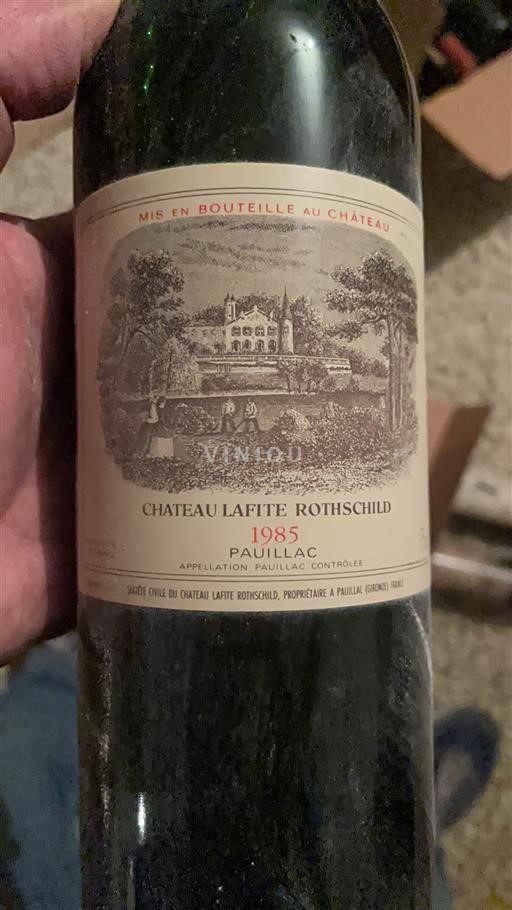 MIS EN BOUTEILLE AU CHÂTEAU
VINIOU
CHATEAU LAFITE ROTHSCHILD
1985
PAUILLAC
APPELLATION PAUILLAC CONTRÔLÉE
SOCIÉTÉ CIVILE DU CHATEAU LAFITE ROTHSCHILD, PROPRIÉTAIRE A PAUILLAC (GIRONDE) FRANCE